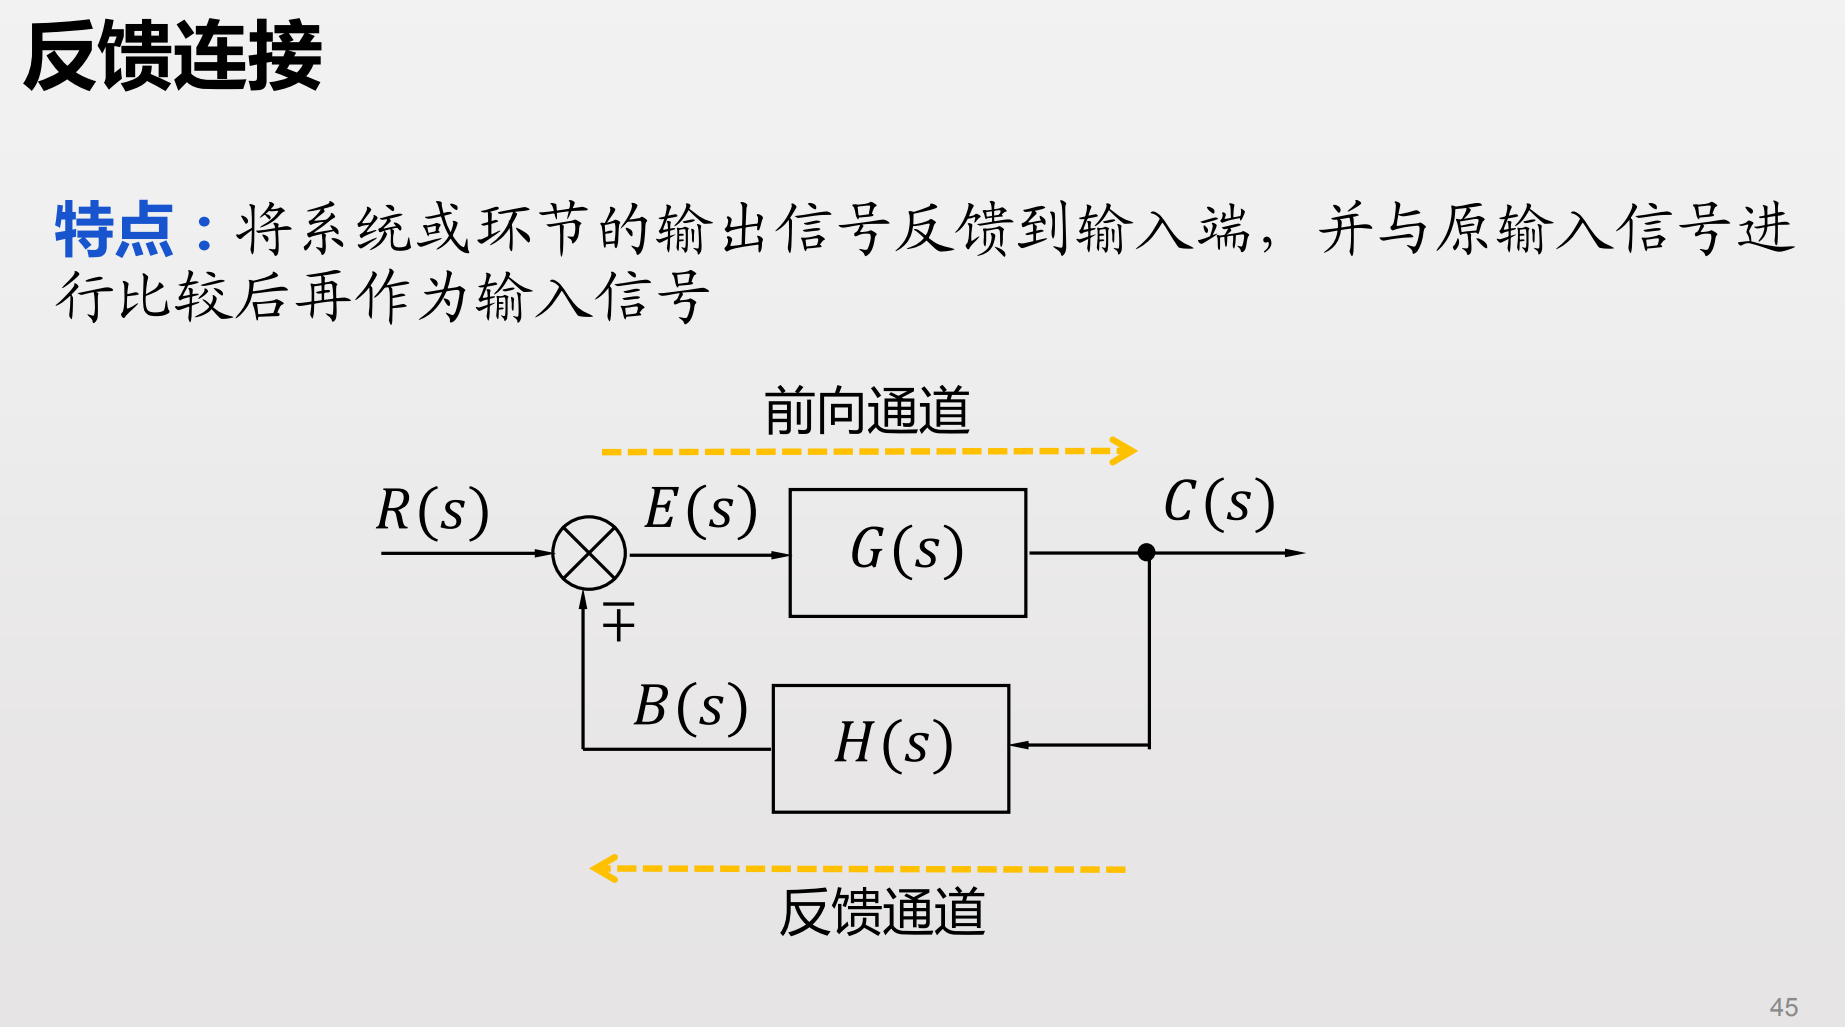 反馈连接
特点：将系统或环节的输出信号反馈到输入端，并与原输入信号进
行比较后再作为输入信号
前向通道
R(s)
E(s)
G(s)
C(s)
∓
B(s)
H(s)
反馈通道
45